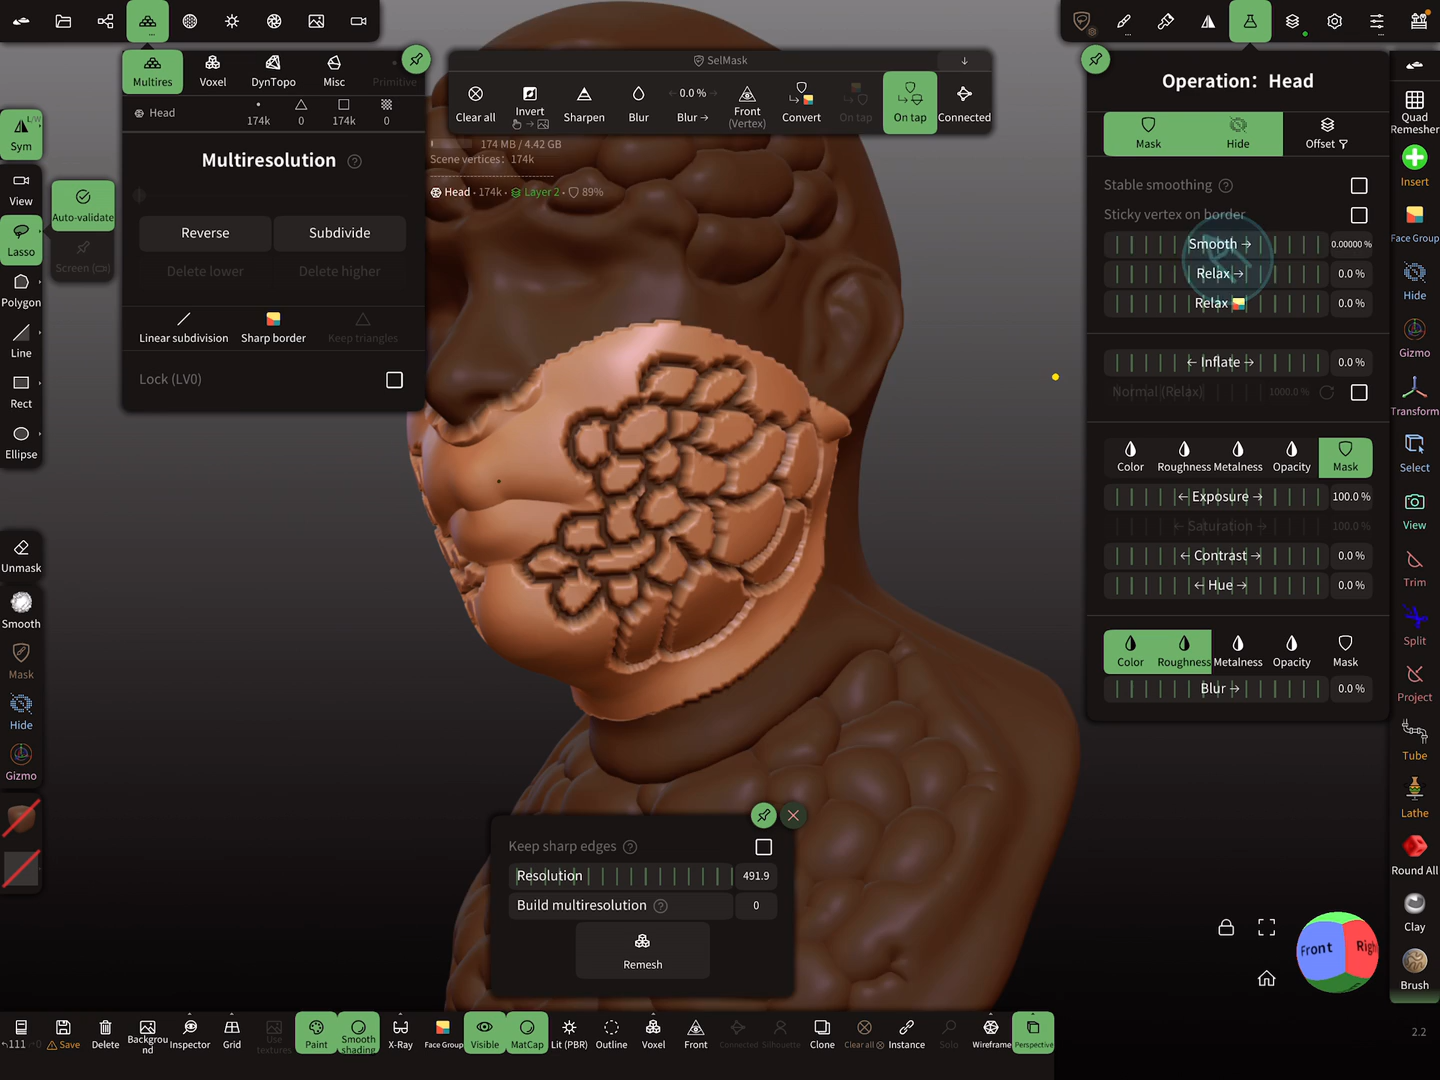 Multires
Voxel
DynTopo
Misc
Primitive
Head
174k
0
174k
0
Multiresolution
Reverse
Subdivide
Delete lower
Delete higher
Linear subdivision
Sharp border
Keep triangles
Lock (LV0)
L/W
Sym
View
Auto-validate
Lasso
Screen
Polygon
Line
Rect
Ellipse
Unmask
Smooth
Mask
Hide
Gizmo
SelMask
Clear all
Invert
Sharpen
Blur
←0.0 %→
Blur →
Front
(Vertex)
Convert
On tap
On tap
Connected
174 MB / 4.42 GB
Scene vertices: 174k
Head • 174k • Layer 2 • 89%
Operation: Head
Mask
Hide
Offset
Stable smoothing
Sticky vertex on border
Smooth →
0.00000 %
Relax →
0.0 %
Relax
0.0 %
← Inflate →
0.0 %
Normal (Relax)
1000.0 %
Color
Roughness
Metalness
Opacity
Mask
← Exposure →
100.0 %
← Saturation →
100.0 %
← Contrast →
0.0 %
← Hue →
0.0 %
Color
Roughness
Metalness
Opacity
Mask
Blur →
0.0 %
Quad
Remesher
Insert
Face Group
Hide
Gizmo
Transform
Select
View
Trim
Split
Project
Tube
Lathe
Round All
Clay
Brush
2.2
Front
Righ
Keep sharp edges
Resolution
491.9
Build multiresolution
0
Remesh
111
0
Save
Delete
Backgrou
nd
Inspector
Grid
Use
textures
Paint
Smooth
shading
X-Ray
Face Group
Visible
MatCap
Lit (PBR)
Outline
Voxel
Front
Connected
Silhouette
Clone
Clear all
Instance
Solo
Wireframe
Perspective